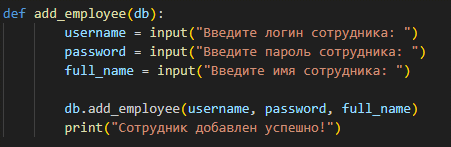 def add_employee(db):
username = input("Введите логин сотрудника: ")
password = input("Введите пароль сотрудника: ")
full_name = input("Введите имя сотрудника: ")
db.add_employee(username, password, full_name)
print("Сотрудник добавлен успешно!")